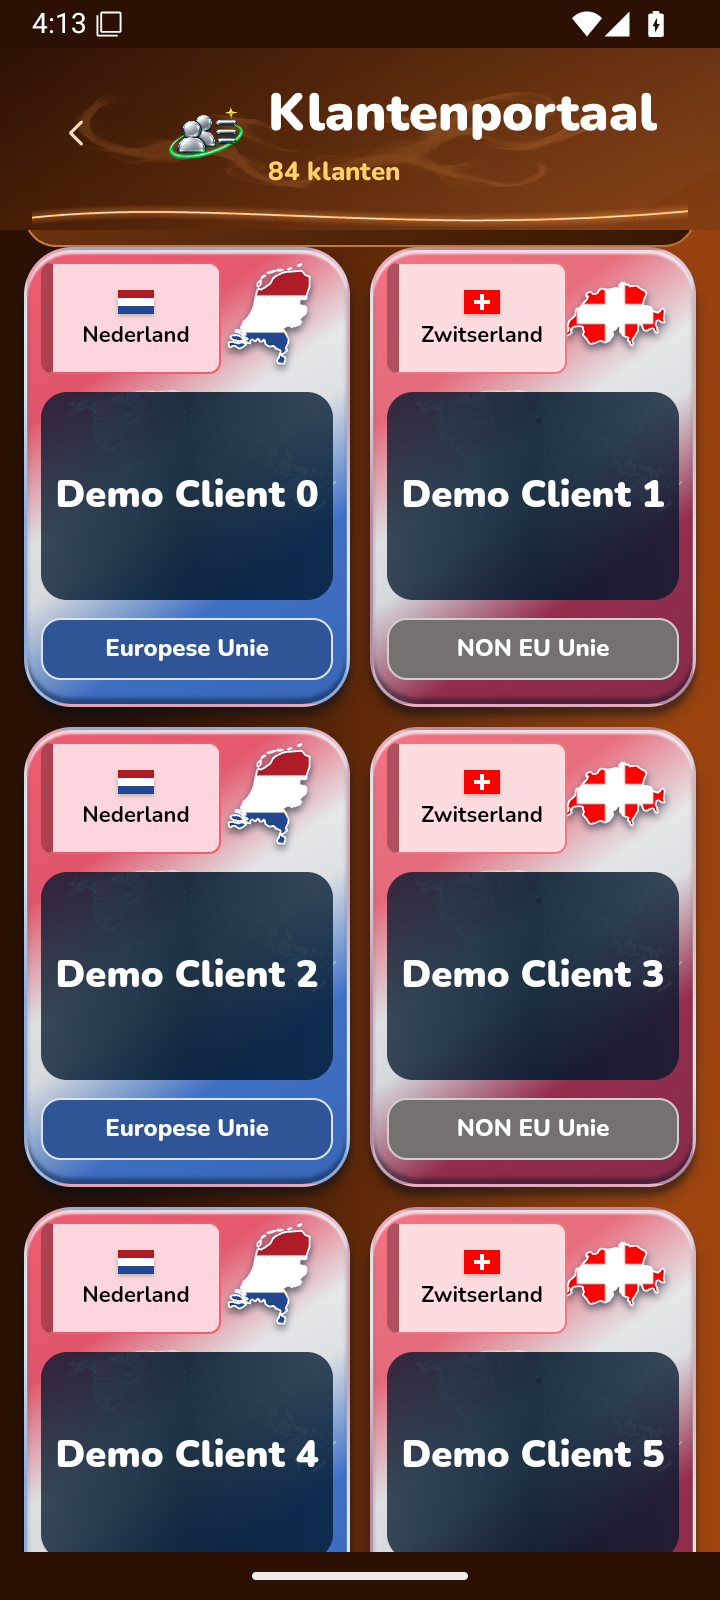 4:13
Klantenportaal
84 klanten
Nederland
Zwitserland
Demo Client 0
Demo Client 1
Europese Unie
NON EU Unie
Nederland
Zwitserland
Demo Client 2
Demo Client 3
Europese Unie
NON EU Unie
Nederland
Zwitserland
Demo Client 4
Demo Client 5